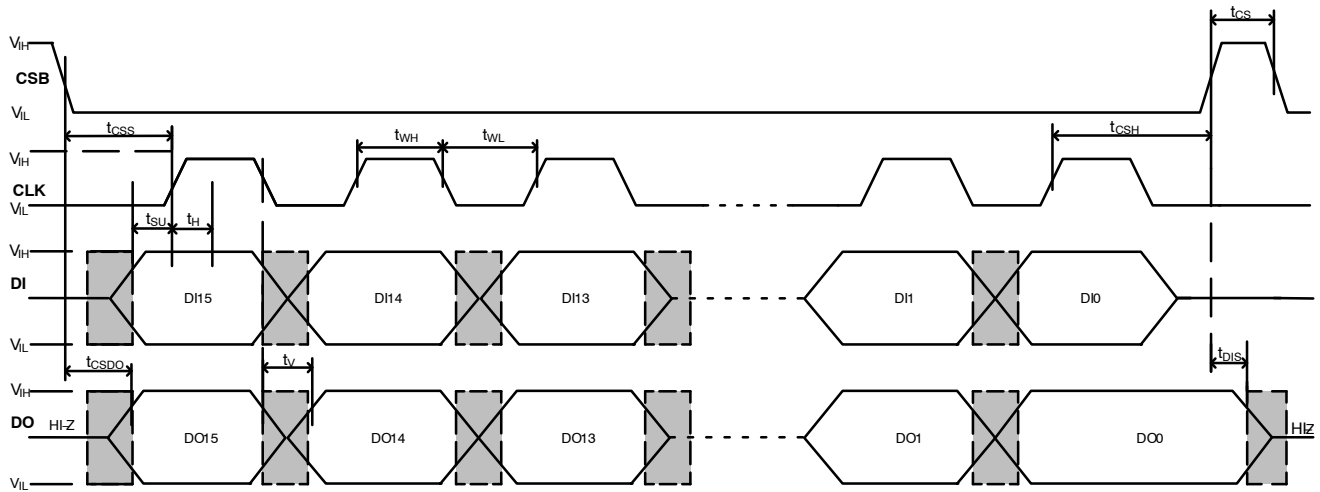 tCS
VIH
CSB
VIL
tCSS
tWH
tWL
tCSH
VIH
CLK
VIL
tSU
tH
VIH
DI
DI15
DI14
DI13
DI1
DI0
VIL
tCSDO
tV
tDIS
VIH
DO
HI-Z
DO15
DO14
DO13
DO1
DO0
HI-Z
VIL